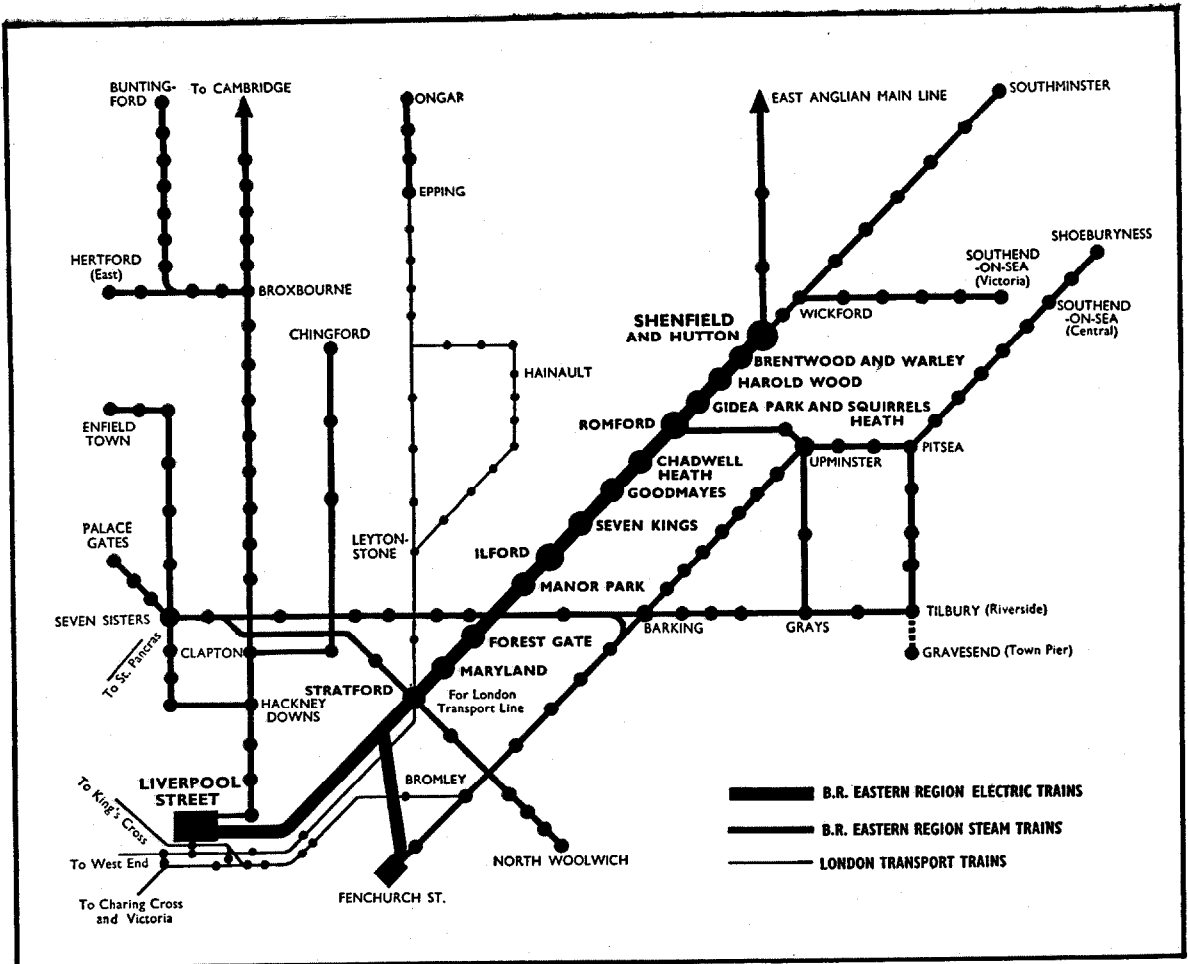 BUNTING-
FORD
To CAMBRIDGE
ONGAR
EAST ANGLIAN MAIN LINE
SOUTHMINSTER
EPPING
SHOEBURYNESS
HERTFORD
(East)
BROXBOURNE
SOUTHEND
-ON-SEA
(Victoria)
WICKFORD
SOUTHEND
-ON-SEA
(Central)
CHINGFORD
SHENFIELD
AND HUTTON
BRENTWOOD AND WARLEY
HAINAULT
HAROLD WOOD
GIDEA PARK AND SQUIRRELS
HEATH
ENFIELD
TOWN
ROMFORD
UPMINSTER
PITSEA
CHADWELL
HEATH
GOODMAYES
PALACE
GATES
LEYTON-
STONE
SEVEN KINGS
ILFORD
MANOR PARK
SEVEN SISTERS
BARKING
GRAYS
TILBURY (Riverside)
To St. Pancras
CLAPTON
FOREST GATE
GRAVESEND (Town Pier)
MARYLAND
STRATFORD
For London
Transport Line
HACKNEY
DOWNS
LIVERPOOL
STREET
BROMLEY
To King's Cross
To West End
To Charing Cross
and Victoria
FENCHURCH ST.
NORTH WOOLWICH
B.R. EASTERN REGION ELECTRIC TRAINS
B.R. EASTERN REGION STEAM TRAINS
LONDON TRANSPORT TRAINS